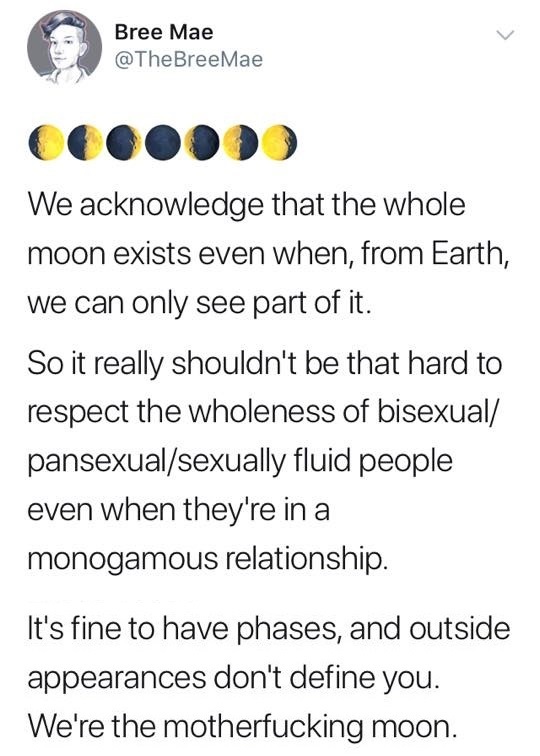 Bree Mae
@TheBreeMae
🌔🌓🌒🌑🌘🌗🌖
We acknowledge that the whole
moon exists even when, from Earth,
we can only see part of it.
So it really shouldn't be that hard to
respect the wholeness of bisexual/
pansexual/sexually fluid people
even when they're in a
monogamous relationship.
It's fine to have phases, and outside
appearances don't define you.
We're the motherfucking moon.